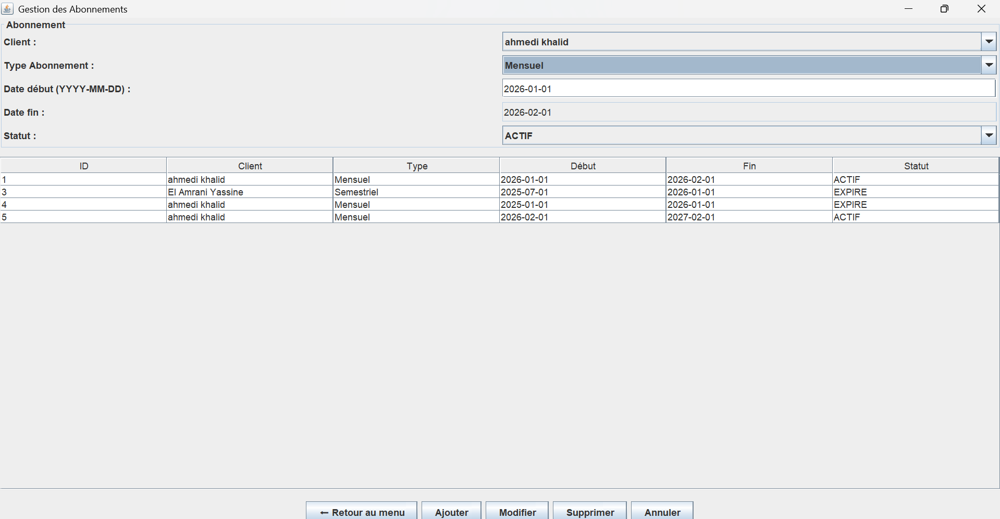 Gestion des Abonnements
Abonnement
Client : ahmedi khalid
Type Abonnement : Mensuel
Date début (YYYY-MM-DD) : 2026-01-01
Date fin : 2026-02-01
Statut : ACTIF
ID Client Type Début Fin Statut
1 ahmedi khalid Mensuel 2026-01-01 2026-02-01 ACTIF
3 El Amrani Yassine Semestriel 2025-07-01 2026-01-01 EXPIRE
4 ahmedi khalid Mensuel 2025-01-01 2026-01-01 EXPIRE
5 ahmedi khalid Mensuel 2026-02-01 2027-02-01 ACTIF
← Retour au menu Ajouter Modifier Supprimer Annuler